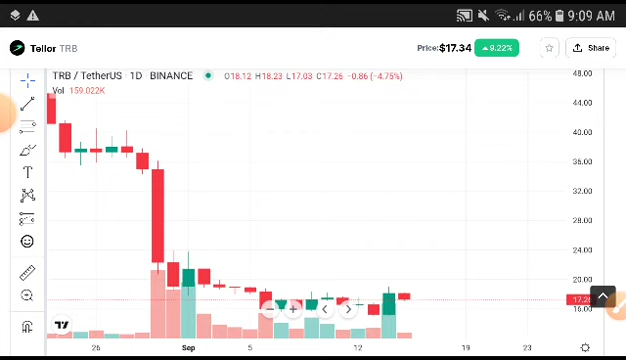 66% 9:09 AM
Tellor TRB
Price:$17.34 9.22% Share
TRB / TetherUS · 1D · BINANCE O18.12 H18.23 L17.03 C17.26 -0.86 (-4.75%)
Vol 159.022K
48.00
44.00
40.00
36.00
32.00
28.00
24.00
20.00
17.26
16.00
26 Sep 5 12 19 23